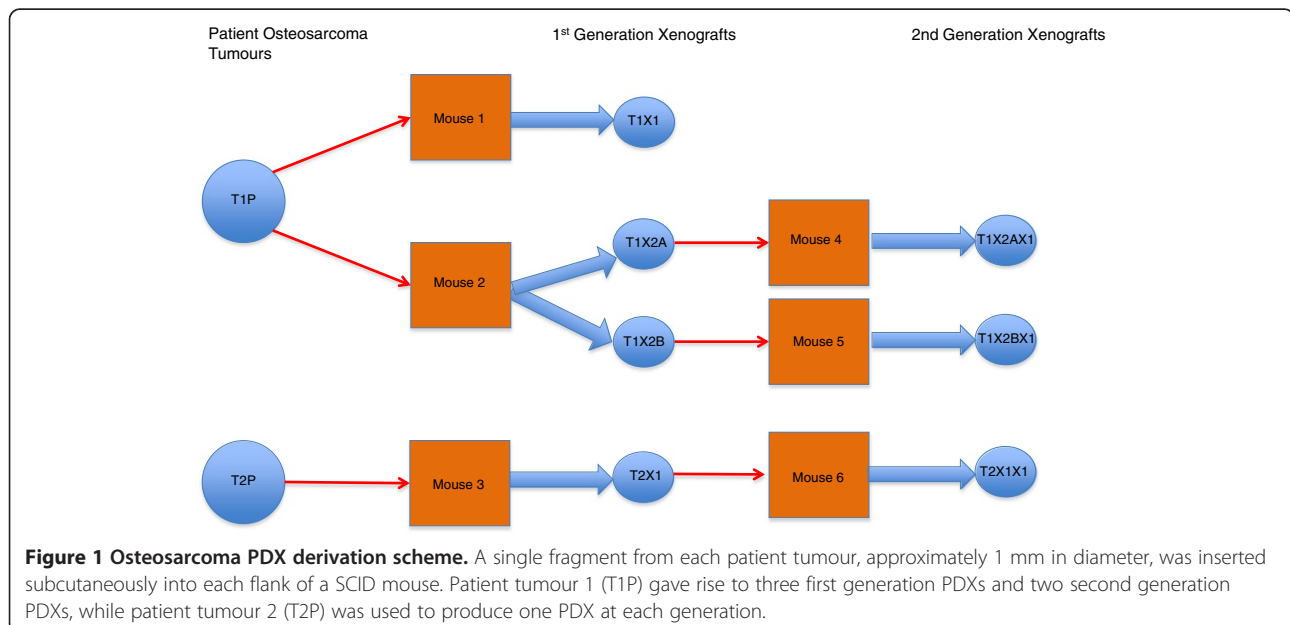 Patient Osteosarcoma
Tumours
1st Generation Xenografts
2nd Generation Xenografts
Mouse 1
T1X1
T1P
T1X2A
Mouse 4
T1X2AX1
Mouse 2
T1X2B
Mouse 5
T1X2BX1
T2P
Mouse 3
T2X1
Mouse 6
T2X1X1
Figure 1 Osteosarcoma PDX derivation scheme. A single fragment from each patient tumour, approximately 1 mm in diameter, was inserted
subcutaneously into each flank of a SCID mouse. Patient tumour 1 (T1P) gave rise to three first generation PDXs and two second generation
PDXs, while patient tumour 2 (T2P) was used to produce one PDX at each generation.